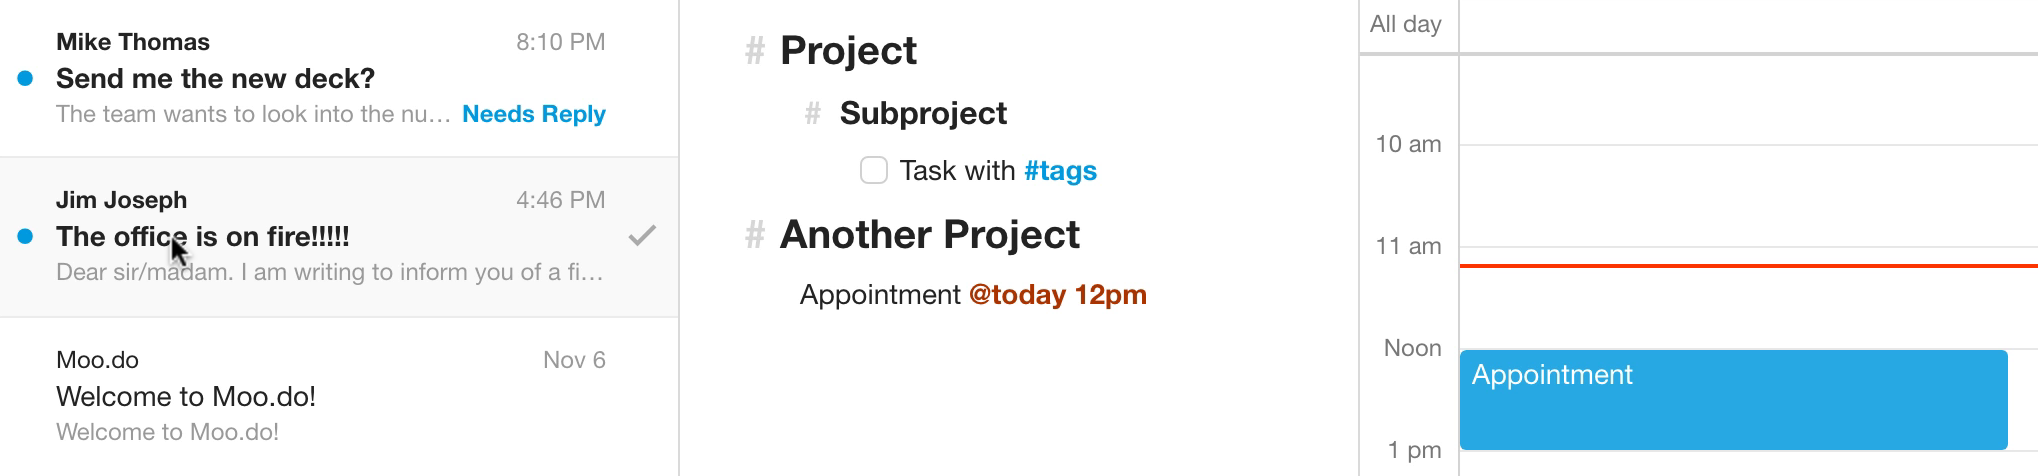 Mike Thomas 8:10 PM
Send me the new deck?
The team wants to look into the nu... Needs Reply
Jim Joseph 4:46 PM
The office is on fire!!!!!
Dear sir/madam. I am writing to inform you of a fi...
Moo.do Nov 6
Welcome to Moo.do!
Welcome to Moo.do!
# Project
# Subproject
Task with #tags
# Another Project
Appointment @today 12pm
All day
10 am
11 am
Noon
Appointment
1 pm